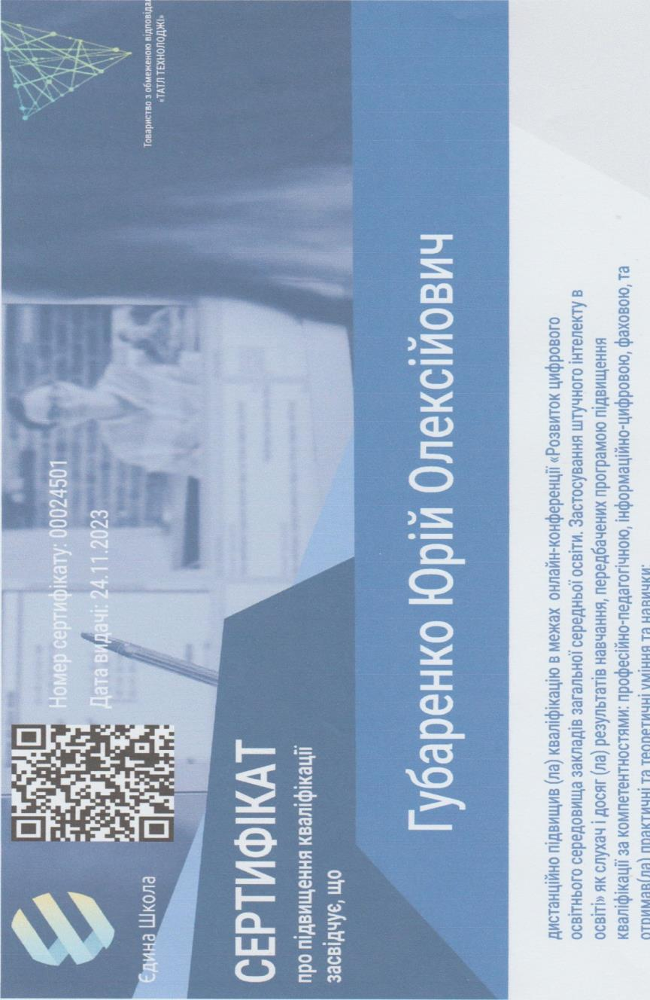 Єдина Школа
Номер сертифікату: 00024501
Дата видачі: 24.11.2023
Товариство з обмеженою відповіда
«ТАТЛ ТЕХНОЛОДЖІ»
СЕРТИФІКАТ
про підвищення кваліфікації
засвідчує, що
Губаренко Юрій Олексійович
дистанційно підвищив (ла) кваліфікацію в межах онлайн-конференції «Розвиток цифрового
освітнього середовища закладів загальної середньої освіти. Застосування штучного інтелекту в
освіті» як слухач і досяг (ла) результатів навчання, передбачених програмою підвищення
кваліфікації за компетентностями: професійно-педагогічною, інформаційно-цифровою, фаховою, та
отримав(ла) практичні та теоретичні уміння та навички: